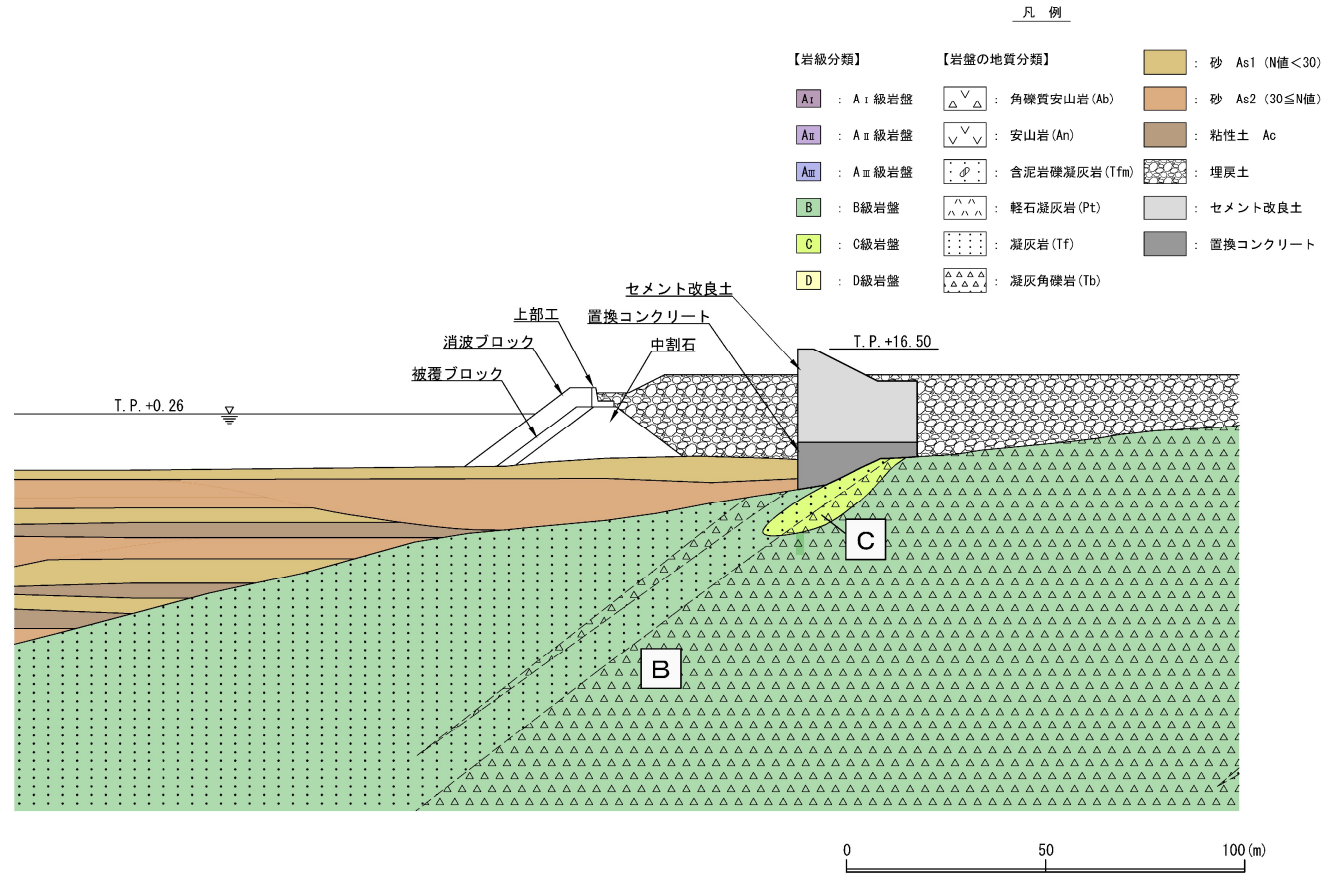 凡 例
【岩級分類】
AⅠ : AⅠ級岩盤
AⅡ : AⅡ級岩盤
AⅢ : AⅢ級岩盤
B : B級岩盤
C : C級岩盤
D : D級岩盤
【岩盤の地質分類】
: 角礫質安山岩(Ab)
: 安山岩(An)
: 含泥岩礫凝灰岩(Tfm)
: 軽石凝灰岩(Pt)
: 凝灰岩(Tf)
: 凝灰角礫岩(Tb)
: 砂 As1 (N値<30)
: 砂 As2 (30≦N値)
: 粘性土 Ac
: 埋戻土
: セメント改良土
: 置換コンクリート
セメント改良土
上部工
置換コンクリート
消波ブロック
中割石
T.P.+16.50
被覆ブロック
T.P.+0.26
C
B
0 50 100(m)